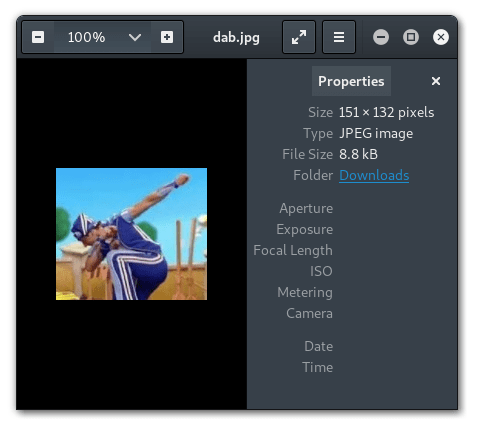 100% dab.jpg
Properties
Size 151 × 132 pixels
Type JPEG image
File Size 8.8 kB
Folder Downloads
Aperture
Exposure
Focal Length
ISO
Metering
Camera
Date
Time